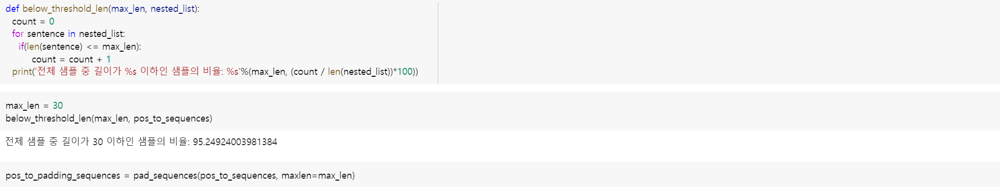 def below_threshold_len(max_len, nested_list):
count = 0
for sentence in nested_list:
if(len(sentence) <= max_len):
count = count + 1
print('전체 샘플 중 길이가 %s 이하인 샘플의 비율: %s'%(max_len, (count / len(nested_list))*100))
max_len = 30
below_threshold_len(max_len, pos_to_sequences)
전체 샘플 중 길이가 30 이하인 샘플의 비율: 95.24924003981384
pos_to_padding_sequences = pad_sequences(pos_to_sequences, maxlen=max_len)